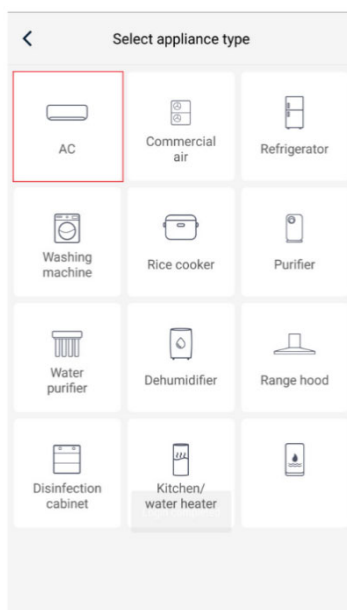 Select appliance type
AC
Commercial
air
Refrigerator
Washing
machine
Rice cooker
Purifier
Water
purifier
Dehumidifier
Range hood
Disinfection
cabinet
Kitchen/
water heater